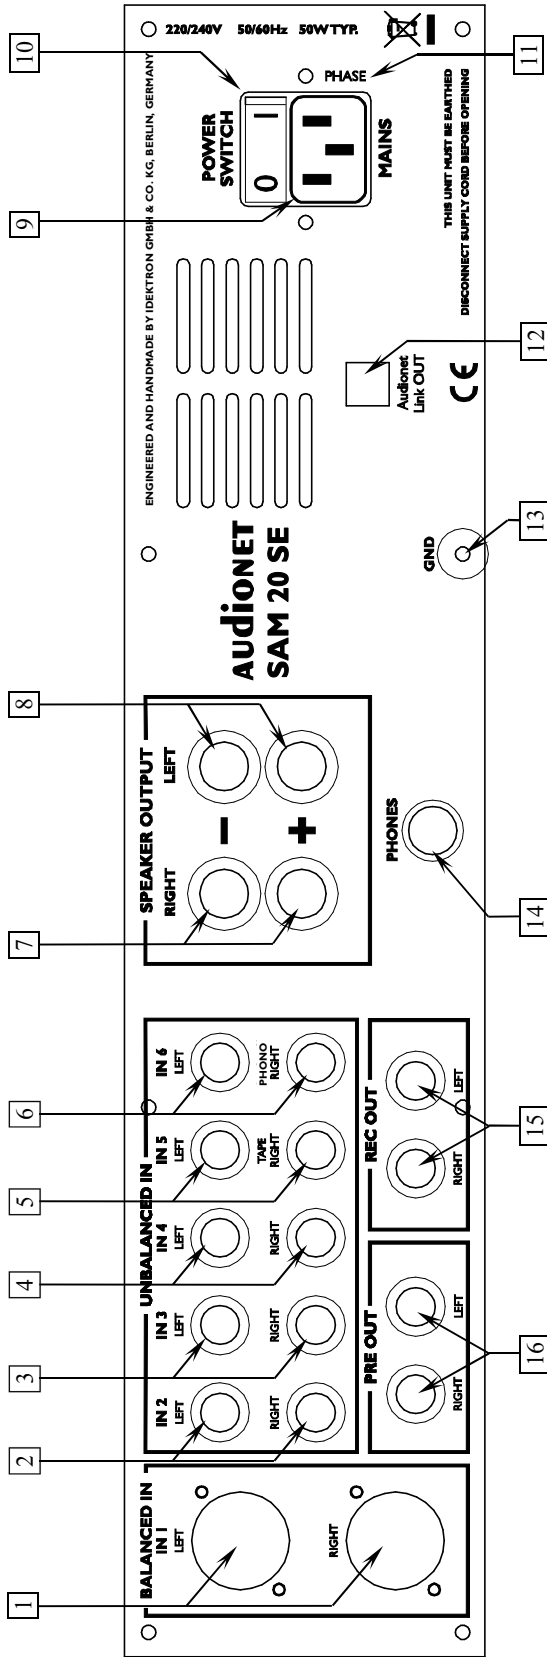 1
2
3
4
5
6
7
8
9
10
BALANCED IN
IN 1
LEFT
RIGHT
UNBALANCED IN
IN 2
IN 3
IN 4
IN 5
IN 6
LEFT
LEFT
LEFT
LEFT
LEFT
TAPE
PHONO
RIGHT
RIGHT
RIGHT
RIGHT
RIGHT
PRE OUT
RIGHT
LEFT
REC OUT
RIGHT
LEFT
SPEAKER OUTPUT
RIGHT
LEFT
−
+
PHONES
AUdIONET
SAM 20 SE
GND
ENGINEERED AND HANDMADE BY IDEKTRON GMBH & CO. KG, BERLIN, GERMANY
Audionet
Link OUT
CE
POWER
SWITCH
0 I
MAINS
PHASE
220/240V 50/60Hz 50W TYP.
THIS UNIT MUST BE EARTHED
DISCONNECT SUPPLY CORD BEFORE OPENING
16
15
14
13
12
11